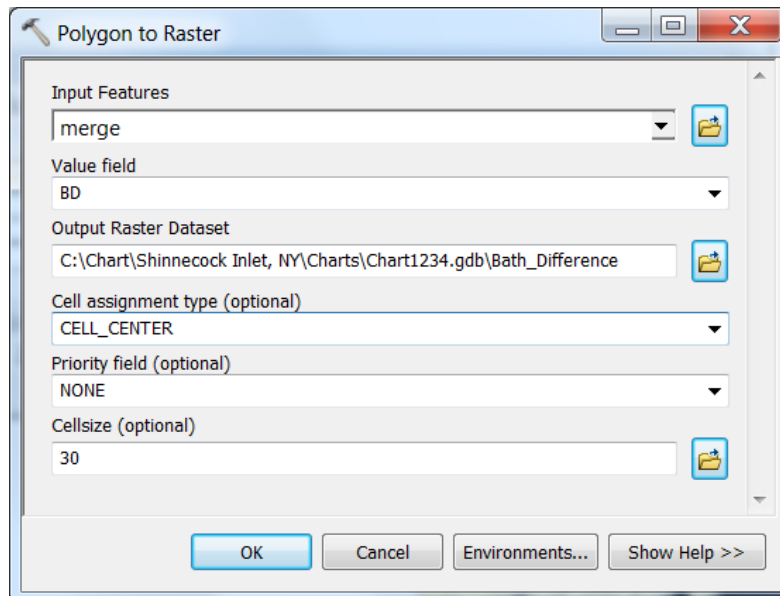 Polygon to Raster
Input Features
merge
Value field
BD
Output Raster Dataset
C:\Chart\Shinnecock Inlet, NY\Charts\Chart1234.gdb\Bath_Difference
Cell assignment type (optional)
CELL_CENTER
Priority field (optional)
NONE
Cellsize (optional)
30
OK Cancel Environments... Show Help >>